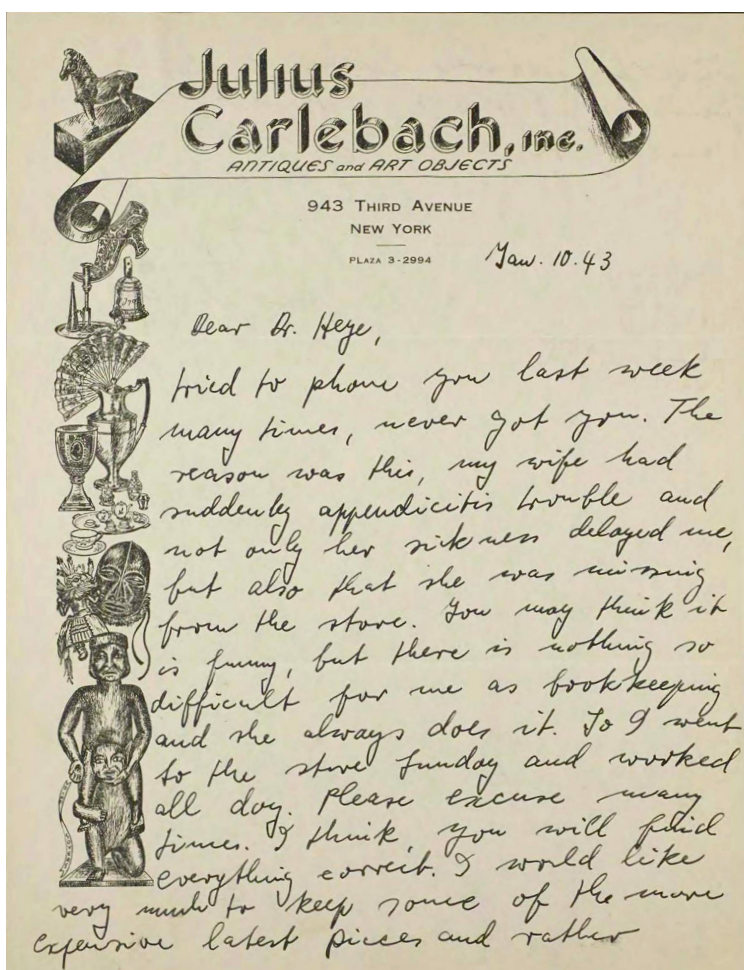 Julius
Carlebach, inc.
ANTIQUES and ART OBJECTS
943 THIRD AVENUE
NEW YORK
PLAZA 3-2994
Jan. 10.43
Dear Dr. Heye,
tried to phone you last week
many times, never got you. The
reason was this, my wife had
suddenly appendicitis trouble and
not only her sickness delayed me,
but also that she was missing
from the store. You may think it
is funny, but there is nothing so
difficult for me as bookkeeping
and she always does it. So I went
to the store Sunday and worked
all day. Please excuse many
times. I think, you will find
everything correct. I would like
very much to keep some of the more
expensive latest pieces and rather